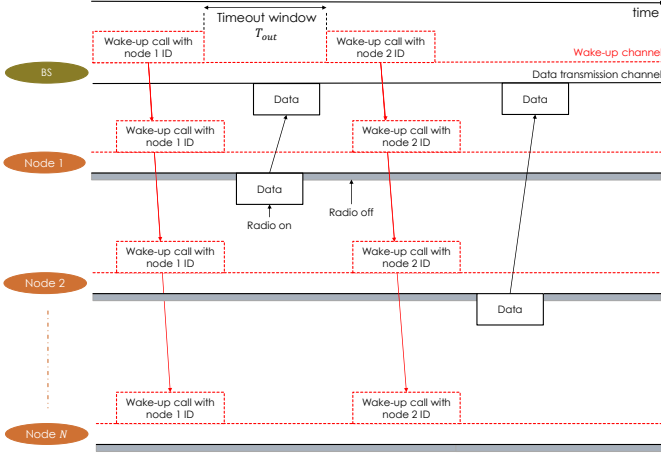 time
Timeout window
T_out
Wake-up call with
node 1 ID
Wake-up call with
node 2 ID
Wake-up channel
BS
Data transmission channel
Data
Data
Wake-up call with
node 1 ID
Wake-up call with
node 2 ID
Node 1
Data
Radio on
Radio off
Wake-up call with
node 1 ID
Wake-up call with
node 2 ID
Node 2
Data
Wake-up call with
node 1 ID
Wake-up call with
node 2 ID
Node N